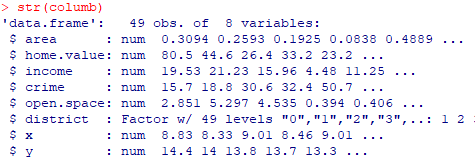 > str(columb)
'data.frame':   49 obs. of  8 variables:
 $ area      : num  0.3094 0.2593 0.1925 0.0838 0.4889 ...
 $ home.value: num  80.5 44.6 26.4 33.2 23.2 ...
 $ income    : num  19.53 21.23 15.96 4.48 11.25 ...
 $ crime     : num  15.7 18.8 30.6 32.4 50.7 ...
 $ open.space: num  2.851 5.297 4.535 0.394 0.406 ...
 $ district  : Factor w/ 49 levels "0","1","2","3",..: 1 2
 $ x         : num  8.83 8.33 9.01 8.46 9.01 ...
 $ y         : num  14.4 14 13.8 13.7 13.3 ...